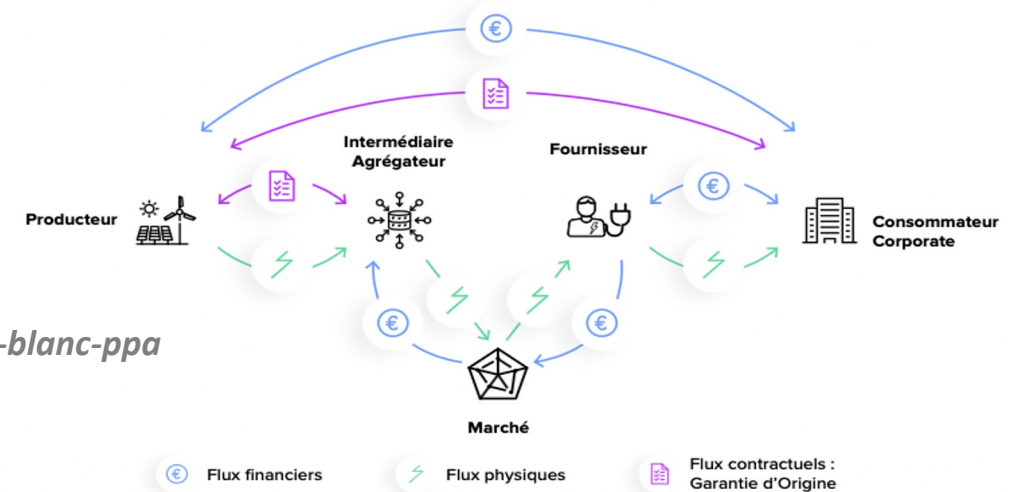 €
Intermédiaire
Agrégateur
Fournisseur
€
Producteur
Consommateur
Corporate
€
€
-blanc-ppa
Marché
€ Flux financiers
Flux physiques
Flux contractuels :
Garantie d'Origine